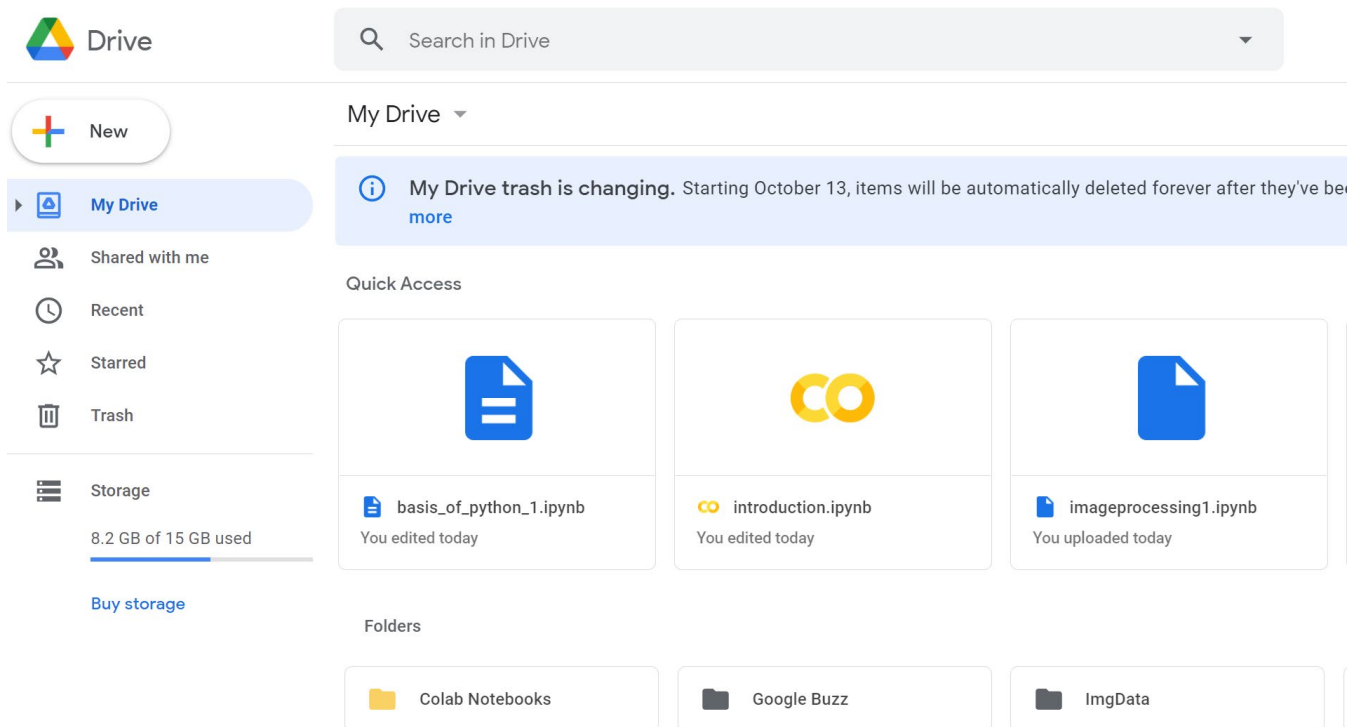 Drive
Search in Drive
New
My Drive
My Drive
Shared with me
Recent
Starred
Trash
Storage
8.2 GB of 15 GB used
Buy storage
My Drive trash is changing. Starting October 13, items will be automatically deleted forever after they've
more
Quick Access
basis_of_python_1.ipynb
You edited today
introduction.ipynb
You edited today
imageprocessing1.ipynb
You uploaded today
Folders
Colab Notebooks
Google Buzz
ImgData